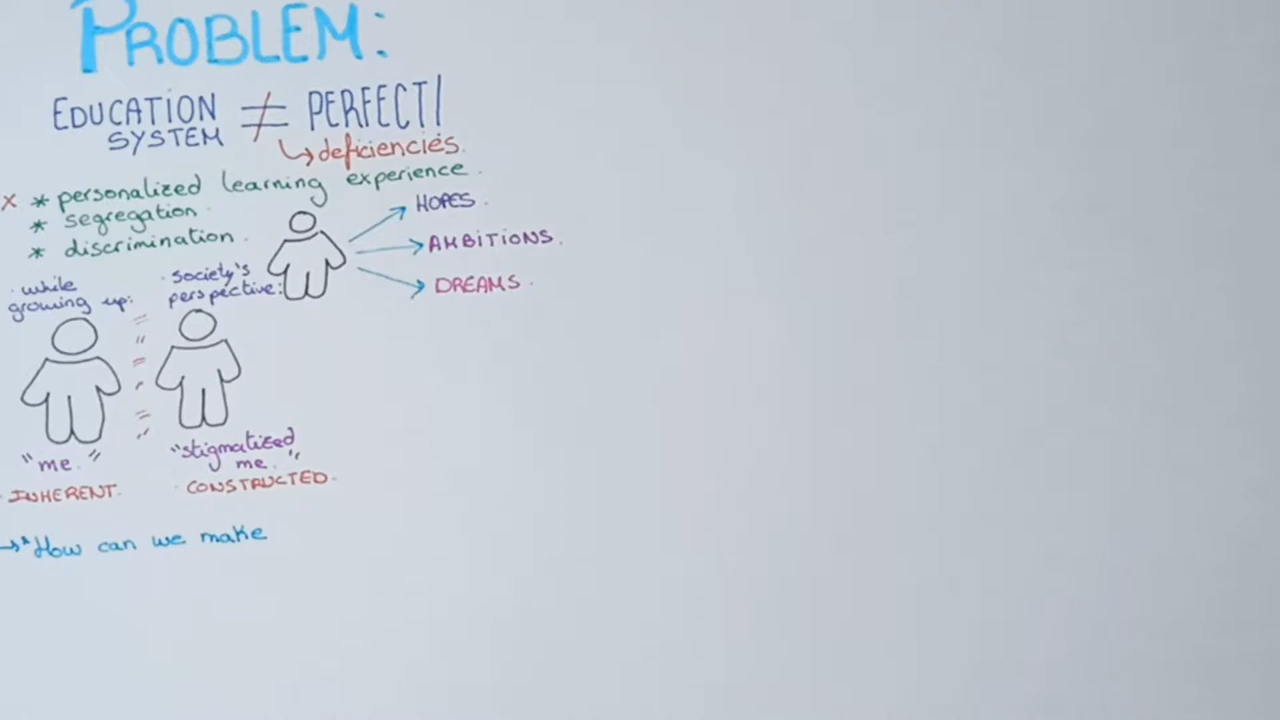 PROBLEM:
EDUCATION SYSTEM ≠ PERFECT!
↳ deficiencies.
x * personalized learning experience.
* segregation.
* discrimination.
→ HOPES.
→ AMBITIONS.
→ DREAMS.
. while growing up:
. society's perspective:
"me."
"stigmatized me."
. INHERENT.
. CONSTRUCTED.
→ "How can we make